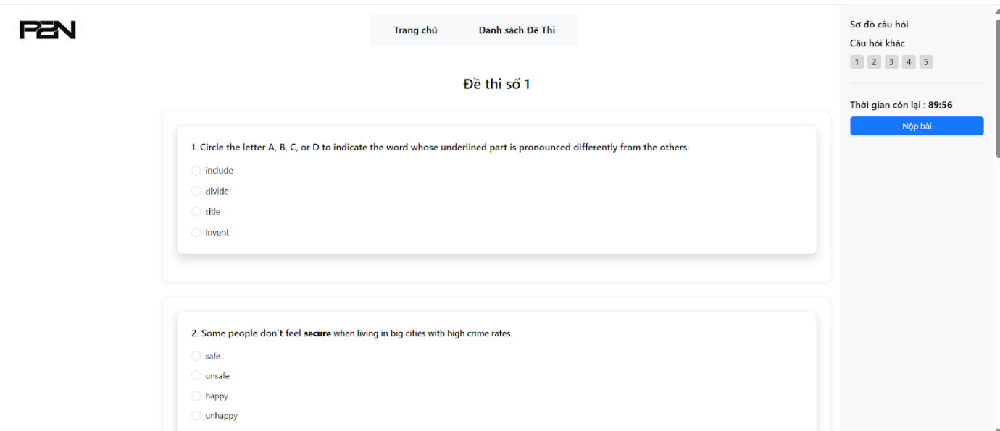 P2N
Trang chủ
Danh sách Đề Thi
Đề thi số 1
1. Circle the letter A, B, C, or D to indicate the word whose underlined part is pronounced differently from the others.
include
divide
title
invent
2. Some people don't feel secure when living in big cities with high crime rates.
safe
unsafe
happy
unhappy
Sơ đồ câu hỏi
Câu hỏi khác
1 2 3 4 5
Thời gian còn lại : 89:56
Nộp bài